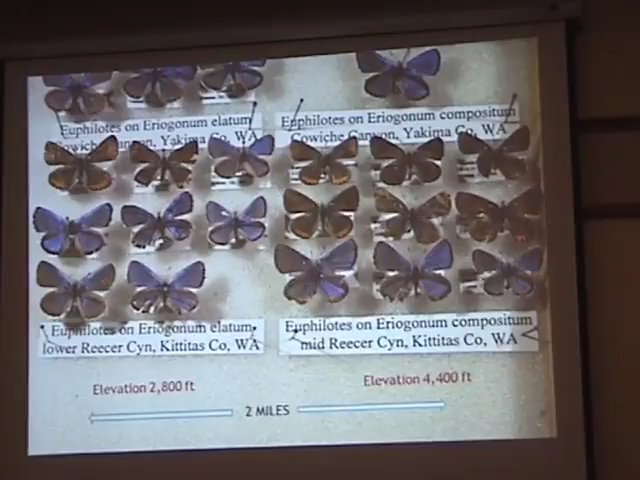 Euphilotes on Eriogonum elatum
Cowiche Canyon, Yakima Co, WA
Euphilotes on Eriogonum compositum
Cowiche Canyon, Yakima Co, WA
Euphilotes on Eriogonum elatum
lower Reecer Cyn, Kittitas Co, WA
Euphilotes on Eriogonum compositum
mid Reecer Cyn, Kittitas Co, WA
Elevation 2,800 ft
Elevation 4,400 ft
2 MILES